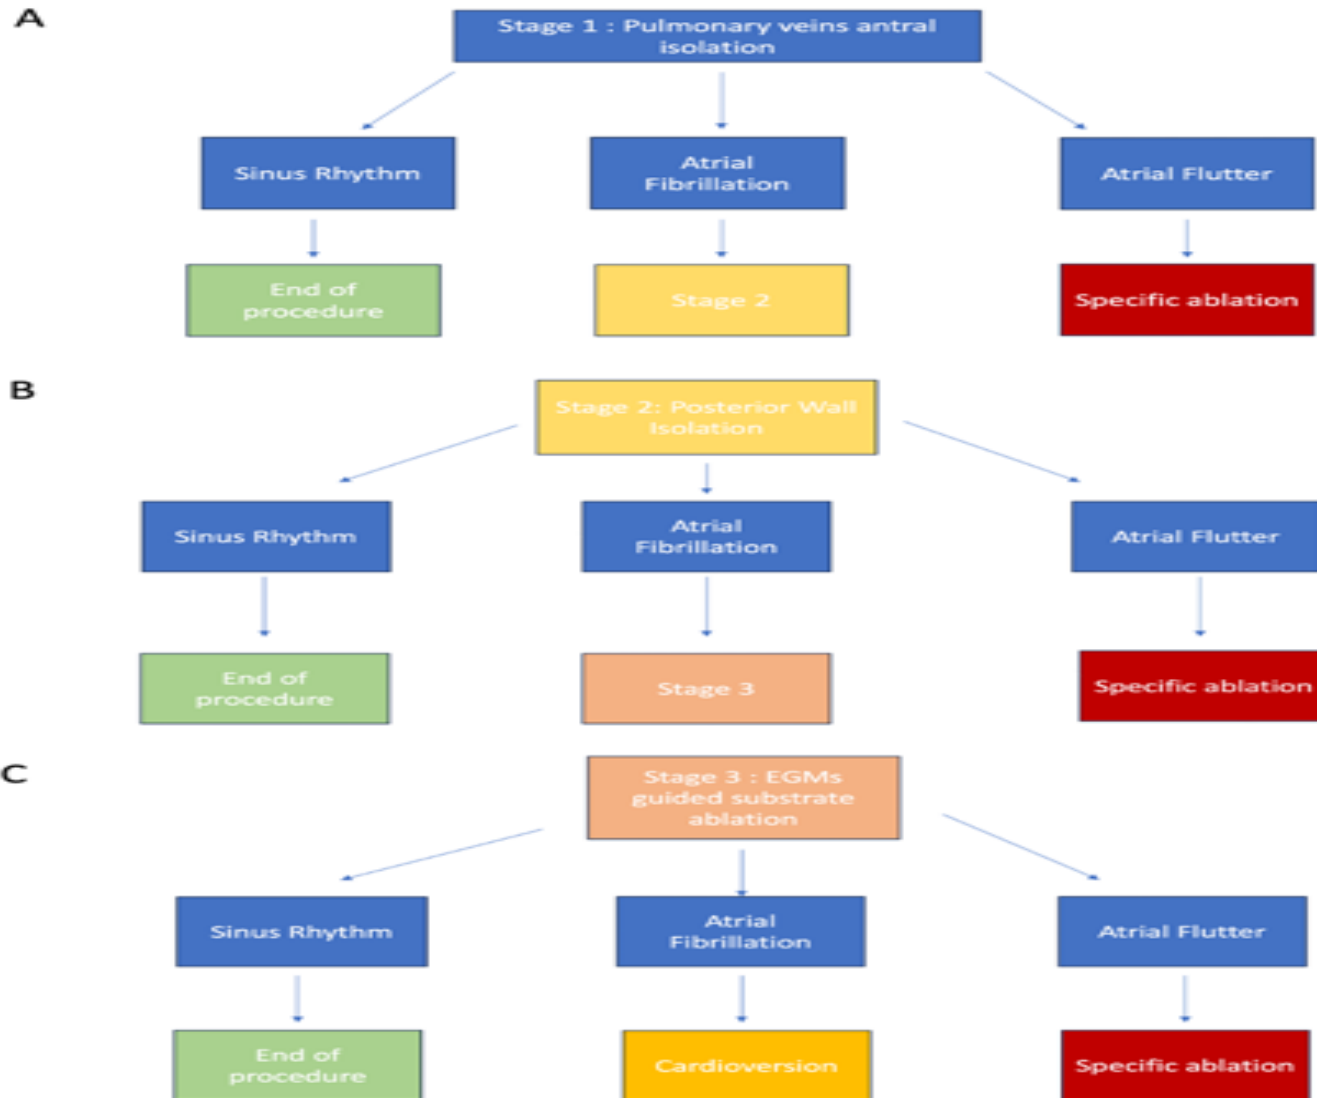 A
Stage 1 : Pulmonary veins antral
isolation
Sinus Rhythm
Atrial
Fibrillation
Atrial Flutter
End of
procedure
Stage 2
Specific ablation
B
Stage 2: Posterior Wall
Isolation
Sinus Rhythm
Atrial
Fibrillation
Atrial Flutter
End of
procedure
Stage 3
Specific ablation
C
Stage 3 : EGMs
guided substrate
ablation
Sinus Rhythm
Atrial
Fibrillation
Atrial Flutter
End of
procedure
Cardioversion
Specific ablation